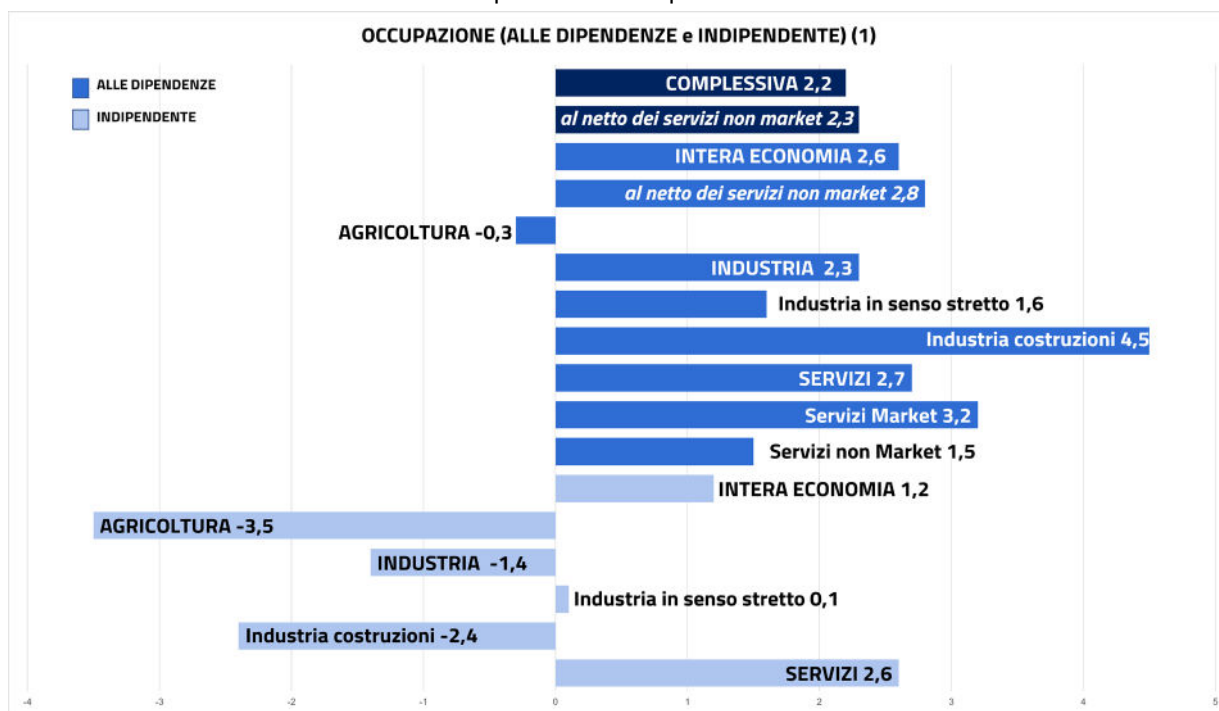 OCCUPAZIONE (ALLE DIPENDENZE e INDIPENDENTE) (1)
ALLE DIPENDENZE
INDIPENDENTE
COMPLESSIVA 2,2
al netto dei servizi non market 2,3
INTERA ECONOMIA 2,6
al netto dei servizi non market 2,8
AGRICOLTURA -0,3
INDUSTRIA 2,3
Industria in senso stretto 1,6
Industria costruzioni 4,5
SERVIZI 2,7
Servizi Market 3,2
Servizi non Market 1,5
INTERA ECONOMIA 1,2
AGRICOLTURA -3,5
INDUSTRIA -1,4
Industria in senso stretto 0,1
Industria costruzioni -2,4
SERVIZI 2,6
-4 -3 -2 -1 0 1 2 3 4 5